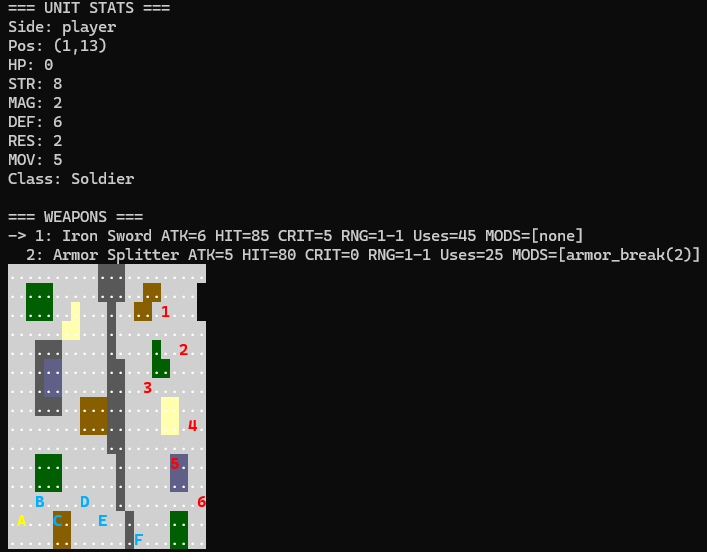 === UNIT STATS ===
Side: player
Pos: (1,13)
HP: 0
STR: 8
MAG: 2
DEF: 6
RES: 2
MOV: 5
Class: Soldier
=== WEAPONS ===
-> 1: Iron Sword ATK=6 HIT=85 CRIT=5 RNG=1-1 Uses=45 MODS=[none]
2: Armor Splitter ATK=5 HIT=80 CRIT=0 RNG=1-1 Uses=25 MODS=[armor_break(2)]
......................
.....................
.................1...
......................
...................2..
......................
...............3......
......................
....................4.
......................
..................5...
......................
...B....D............6
.A...C....E...........
..............F.......